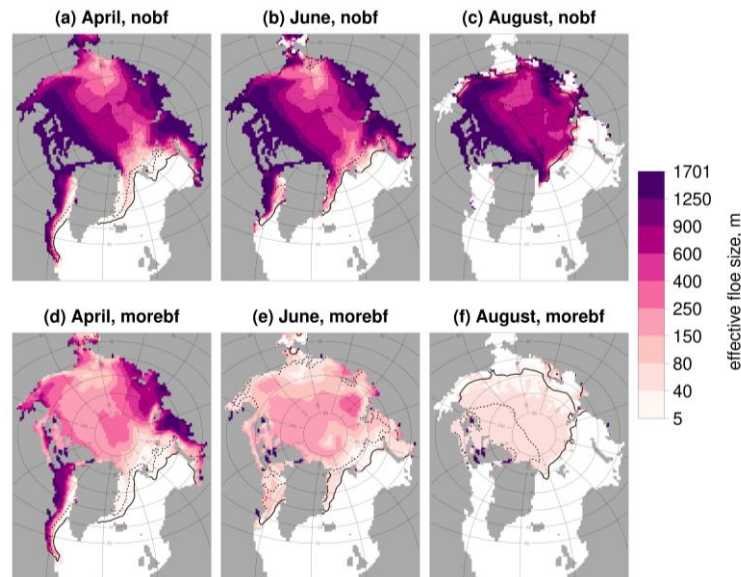 (a) April, nobf
(b) June, nobf
(c) August, nobf
(d) April, morebf
(e) June, morebf
(f) August, morebf
1701
1250
900
600
400
250
150
80
40
5
effective floe size, m